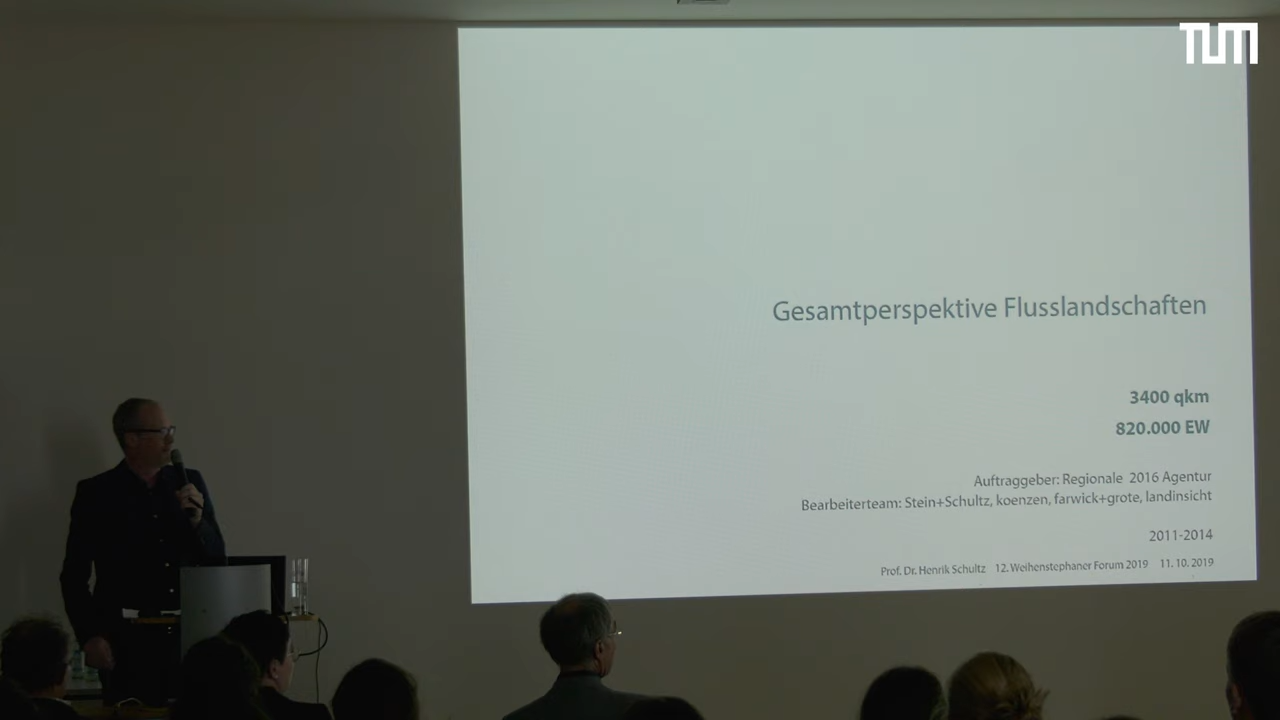 TUM
Gesamtperspektive Flusslandschaften
3400 qkm
820.000 EW
Auftraggeber: Regionale 2016 Agentur
Bearbeiterteam: Stein+Schultz, koenzen, farwick+grote, landinsicht
2011-2014
Prof. Dr. Henrik Schultz 12. Weihenstephaner Forum 2019 11. 10. 2019